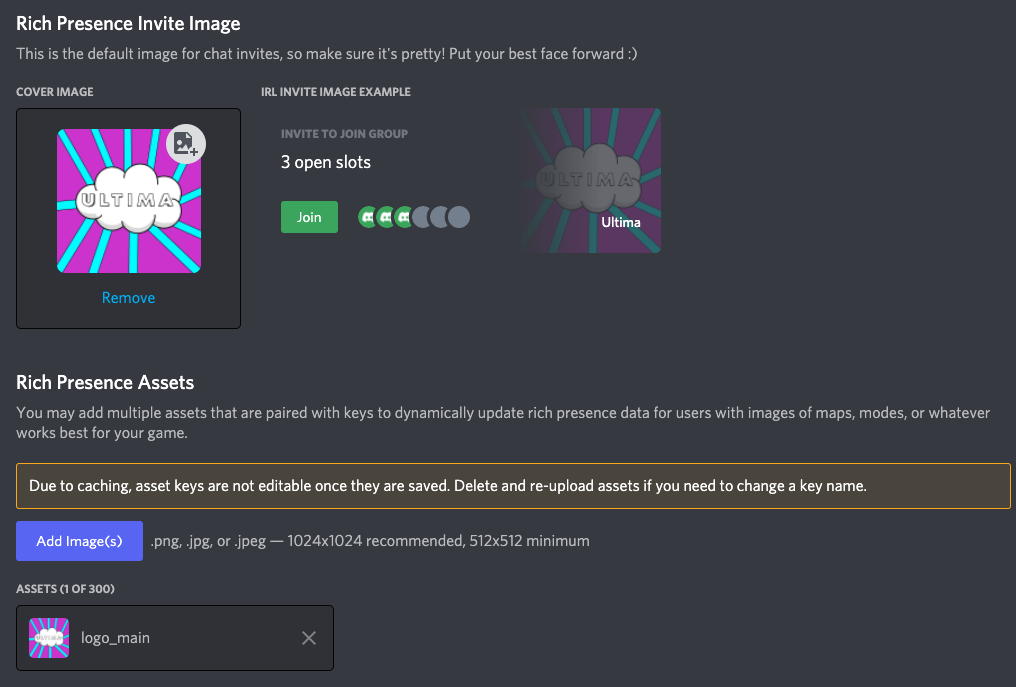 Rich Presence Invite Image
This is the default image for chat invites, so make sure it's pretty! Put your best face forward :)
COVER IMAGE
IRL INVITE IMAGE EXAMPLE
ULTIMA
Remove
INVITE TO JOIN GROUP
3 open slots
Join
ULTIMA
Ultima
Rich Presence Assets
You may add multiple assets that are paired with keys to dynamically update rich presence data for users with images of maps, modes, or whatever
works best for your game.
Due to caching, asset keys are not editable once they are saved. Delete and re-upload assets if you need to change a key name.
Add Image(s)
.png, .jpg, or .jpeg — 1024x1024 recommended, 512x512 minimum
ASSETS (1 OF 300)
ULTIMA
logo_main